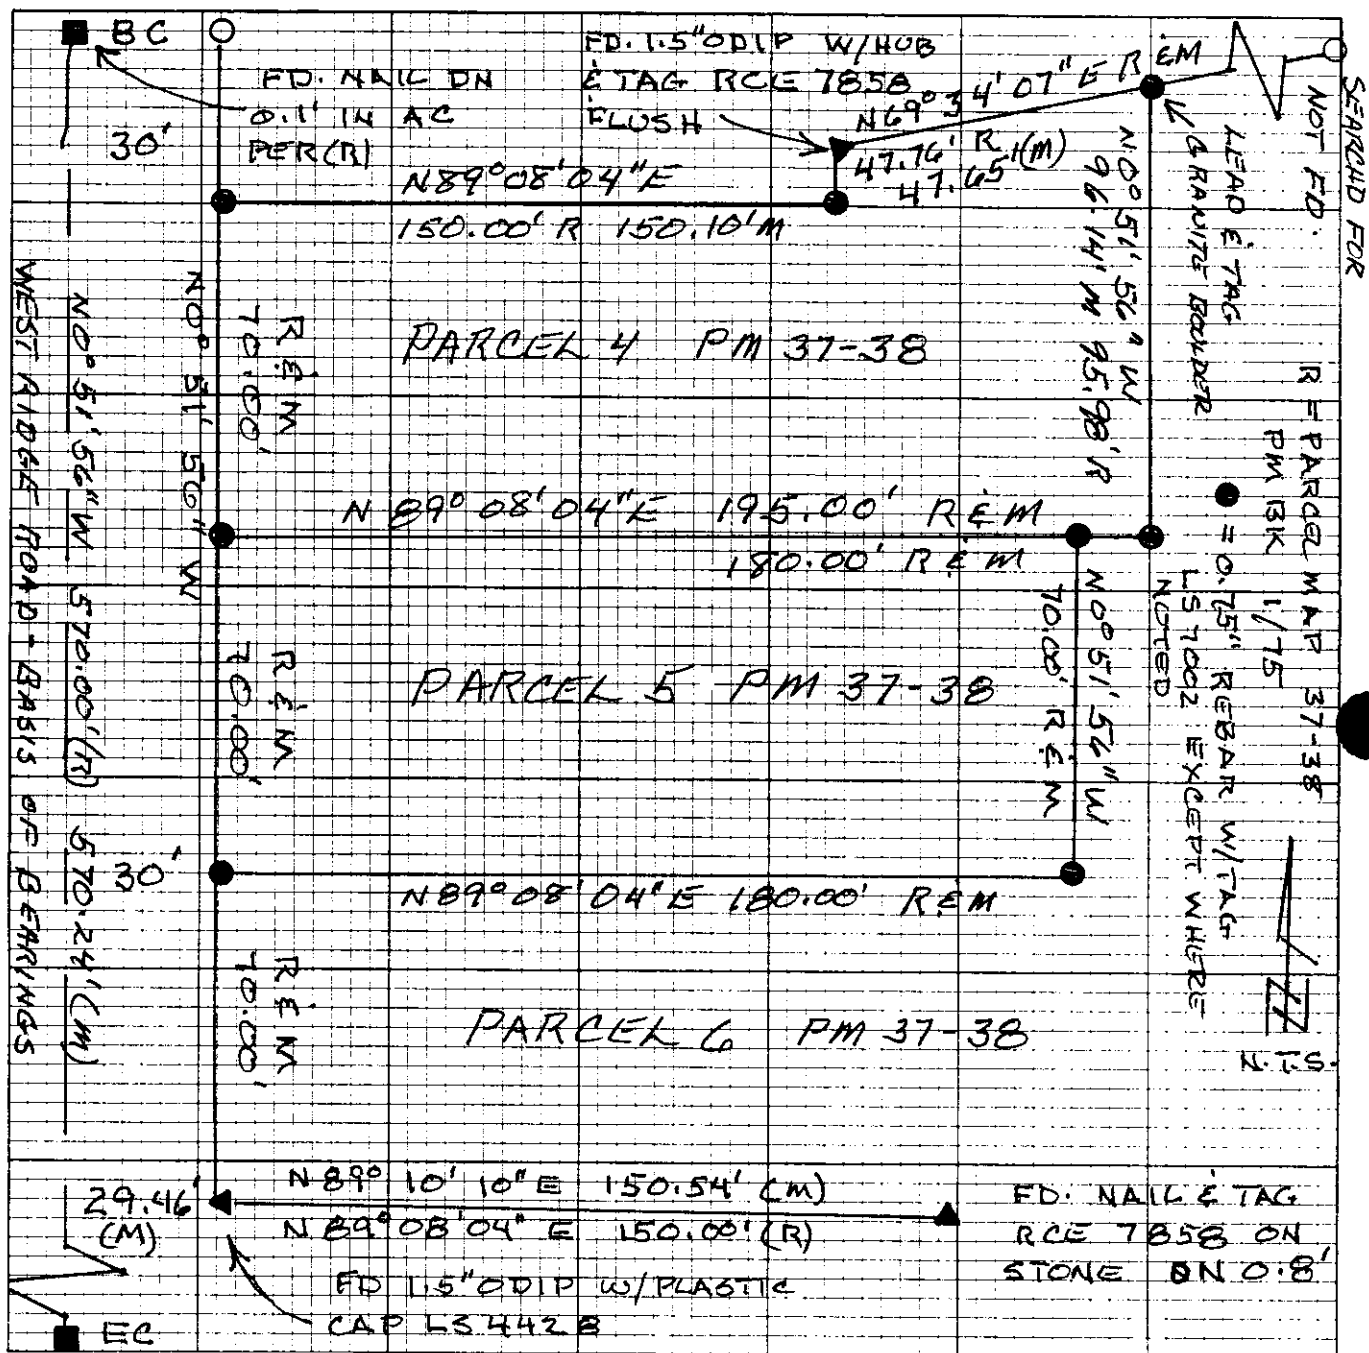 BC
FD. NAIL DN
0.1' IN AC
PER (R)
30'
FD. 1.5" ODIP W/HUB
& TAG RCE 7858
FLUSH
N69°34'07"E R &M
47.76' R
47.65'(M)
SEARCHD FOR
NOT FD.
LEAD & TAG
GRANITE BOULDER
N0°51'56"W
96.14' M 95.98' R
N89°08'04"E
150.00' R 150.10' M
R = PARCEL MAP 37-38
PM BK 1/75
= 0.75" REBAR W/TAG
LS 7002 EXCEPT WHERE
NOTED
R & M
70.00'
N0° 51' 56" W
PARCEL 4 PM 37-38
N 89° 08' 04" E 195.00' R & M
180.00' R & M
N0°51'56"W
70.00' R & M
R & M
70.00'
PARCEL 5 PM 37-38
N0°51'56"W 570.00'(R) 570.24'(M)
WEST RIDGE ROAD - BASIS OF BEARINGS
30'
N89°08'04"E 180.00' R & M
R & M
70.00'
PARCEL 6 PM 37-38
N.T.S.
29.46'
(M)
N89° 10' 10" E 150.54' (M)
N 89° 08' 04" E 150.00' (R)
FD 1.5" ODIP W/PLASTIC
CAP LS 4428
FD. NAIL & TAG
RCE 7858 ON
STONE DN 0.8'
EC